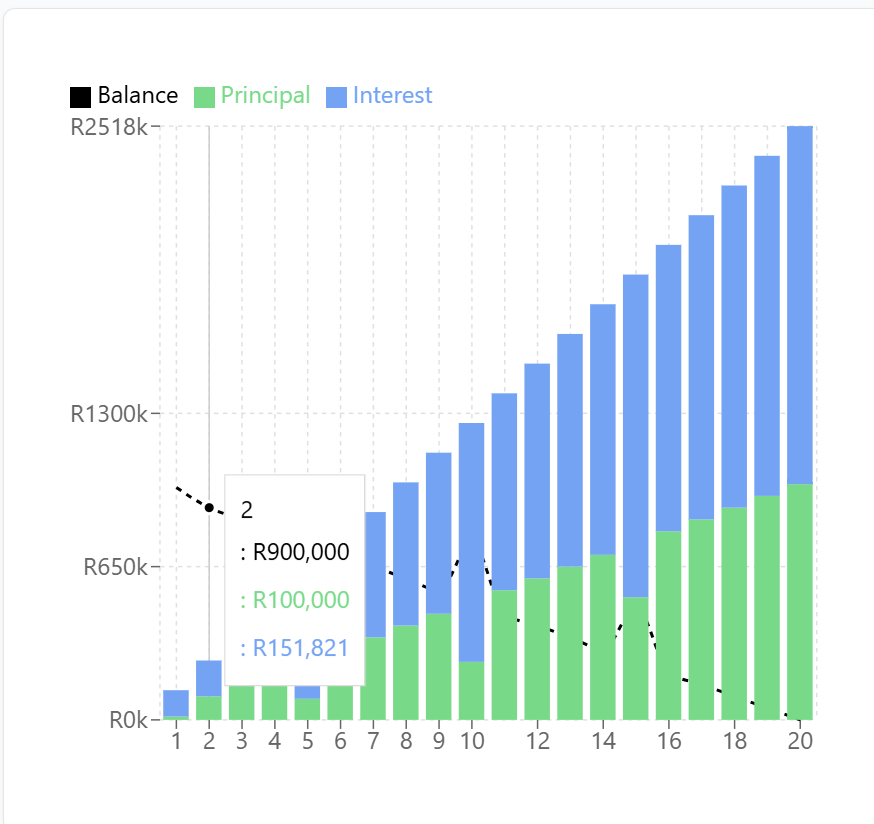 Balance Principal Interest
R2518k
R1300k
R650k
R0k
2
: R900,000
: R100,000
: R151,821
1 2 3 4 5 6 7 8 9 10 12 14 16 18 20